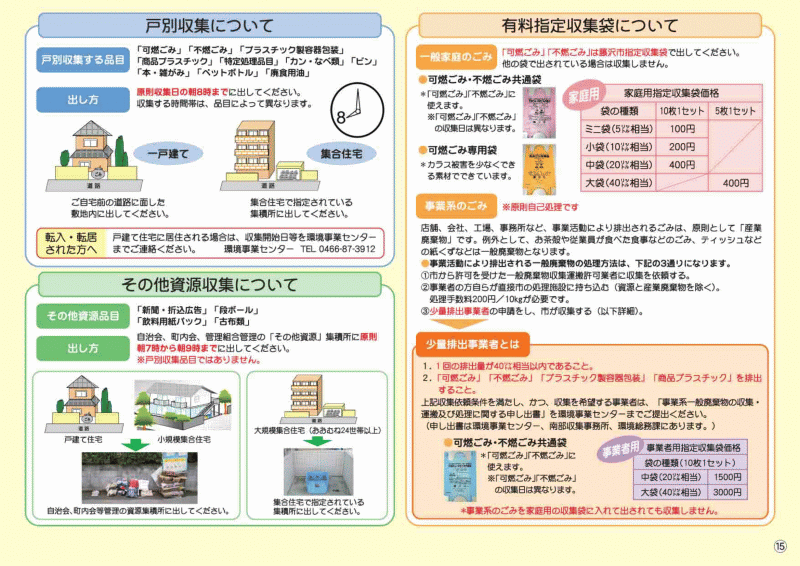 戸別収集について
戸別収集する品目
「可燃ごみ」「不燃ごみ」「プラスチック製容器包装」
「商品プラスチック」「特定処理品目」「カン・なべ類」「ビン」
「本・雑がみ」「ペットボトル」「廃食用油」
出し方
原則収集日の朝8時までに出してください。
収集する時間帯は、品目によって異なります。
8
一戸建て
道路
ご自宅前の道路に面した
敷地内に出してください。
集合住宅
道路
集合住宅で指定されている
集積所に出してください。
転入・転居
された方へ
戸建て住宅に居住される場合は、収集開始日等を環境事業センター
までご連絡ください。 環境事業センター TEL 0466-87-3912
その他資源収集について
その他資源品目
「新聞・折込広告」「段ボール」
「飲料用紙パック」「古布類」
出し方
自治会、町内会、管理組合管理の「その他資源」集積所に原則
朝7時から朝9時までに出してください。
※戸別収集品目ではありません。
道路
戸建て住宅
小規模集合住宅
自治会、町内会等管理の資源集積所に出してください。
道路
大規模集合住宅（おおむね24世帯以上）
集合住宅で指定されている
集積所に出してください。
有料指定収集袋について
一般家庭のごみ
「可燃ごみ」「不燃ごみ」は藤沢市指定収集袋で出してください。
他の袋で出されている場合は収集しません。
●可燃ごみ・不燃ごみ共通袋
＊「可燃ごみ」「不燃ごみ」に
使えます。
※「可燃ごみ」「不燃ごみ」
の収集日は異なります。
●可燃ごみ専用袋
＊カラス被害を少なくでき
る素材でできています。
家庭用
家庭用指定収集袋価格
袋の種類 10枚1セット 5枚1セット
ミニ袋(5㍑相当) 100円
小袋(10㍑相当) 200円
中袋(20㍑相当) 400円
大袋(40㍑相当) 400円
事業系のごみ
※原則自己処理です
店舗、会社、工場、事務所など、事業活動により排出されるごみは、原則として「産業
廃棄物」です。例外として、お茶殻や従業員が食べた食事などのごみ、ティッシュなど
の紙くずなどは一般廃棄物となります。
●事業活動により排出される一般廃棄物の処理方法は、下記の3通りになります。
①市から許可を受けた一般廃棄物収集運搬許可業者に収集を依頼する。
②事業者の方自らが直接市の処理施設に持ち込む（資源と産業廃棄物を除く）。
処理手数料200円／10㎏が必要です。
③少量排出事業者の申請をし、市が収集する（以下詳細）。
少量排出事業者とは
1．1回の排出量が40㍑相当以内であること。
2．「可燃ごみ」「不燃ごみ」「プラスチック製容器包装」「商品プラスチック」を排出
すること。
上記収集依頼条件を満たし、かつ、収集を希望する事業者は、「事業系一般廃棄物の収集・
運搬及び処理に関する申し出書」を環境事業センターまでご提出ください。
（申し出書は環境事業センター、南部収集事務所、環境総務課にあります。）
●可燃ごみ・不燃ごみ共通袋
＊「可燃ごみ」「不燃ごみ」に
使えます。
※「可燃ごみ」「不燃ごみ」
の収集日は異なります。
事業者用
事業者用指定収集袋価格
袋の種類(10枚1セット)
中袋(20㍑相当) 1500円
大袋(40㍑相当) 3000円
＊事業系のごみを家庭用の収集袋に入れて出されても収集しません。
⑮